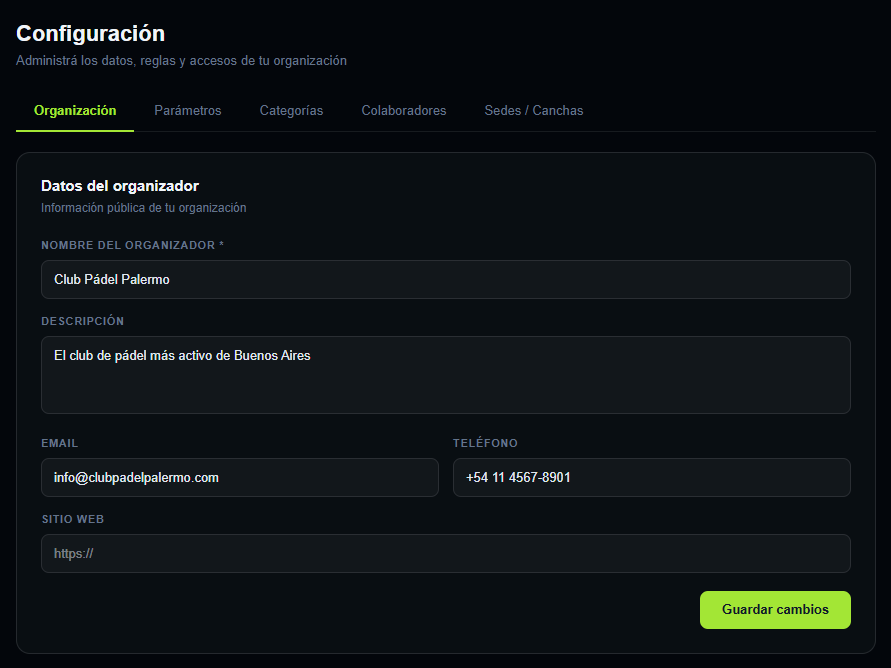 Configuración
Administrá los datos, reglas y accesos de tu organización
Organización Parámetros Categorías Colaboradores Sedes / Canchas
Datos del organizador
Información pública de tu organización
NOMBRE DEL ORGANIZADOR *
Club Pádel Palermo
DESCRIPCIÓN
El club de pádel más activo de Buenos Aires
EMAIL TELÉFONO
info@clubpadelpalermo.com +54 11 4567-8901
SITIO WEB
https://
Guardar cambios